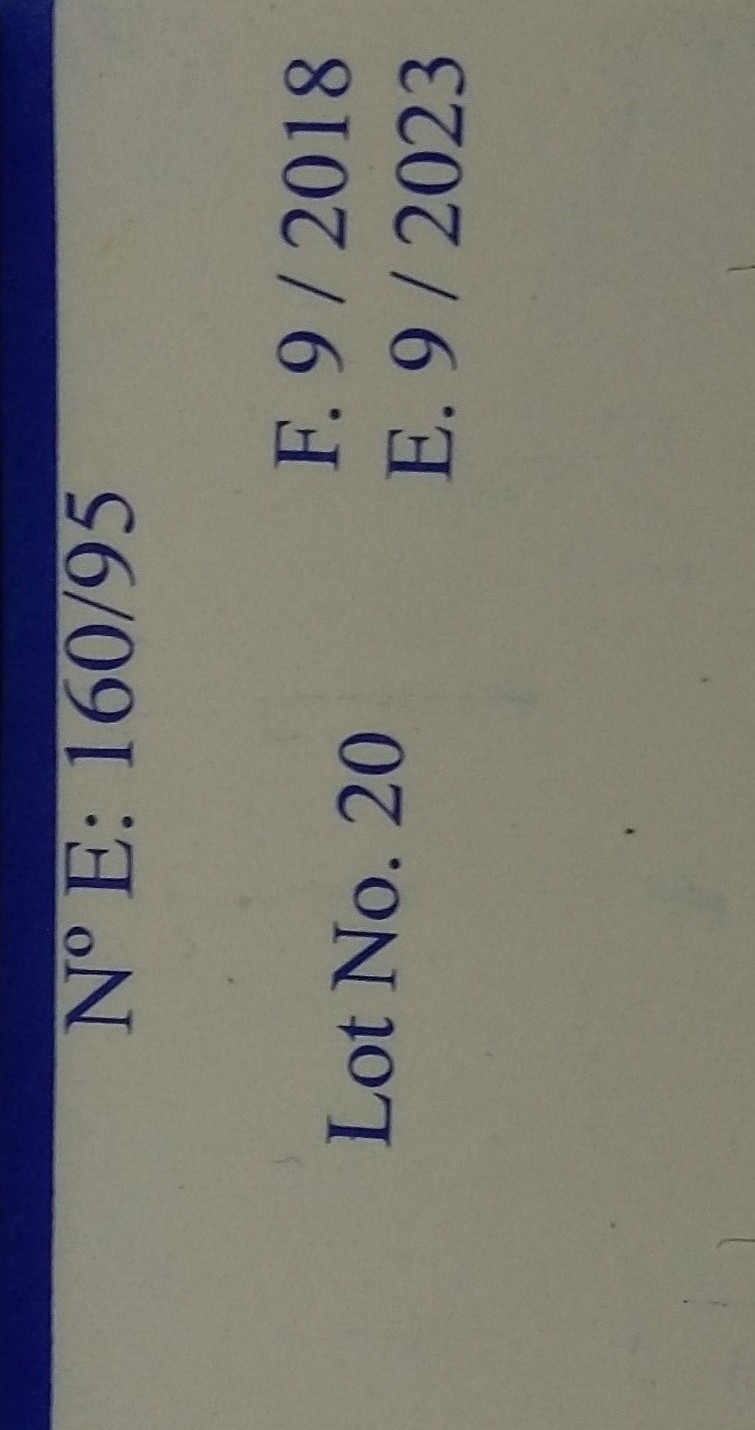 Nº E: 160/95
F. 9 / 2018
Lot No. 20
E. 9 / 2023